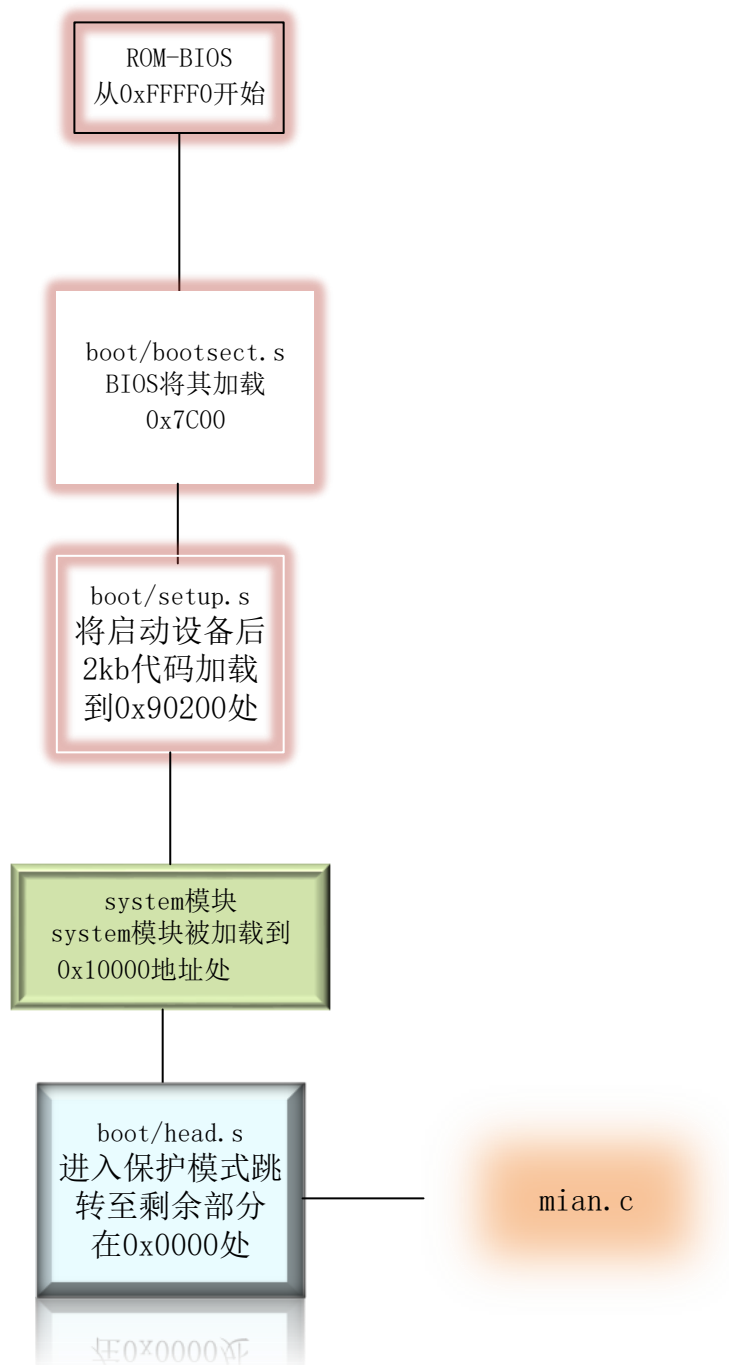 ROM-BIOS
从0xFFFF0开始
boot/bootsect.s
BIOS将其加载
0x7C00
boot/setup.s
将启动设备后
2kb代码加载
到0x90200处
system模块
system模块被加载到
0x10000地址处
boot/head.s
进入保护模式跳
转至剩余部分
在0x0000处
mian.c